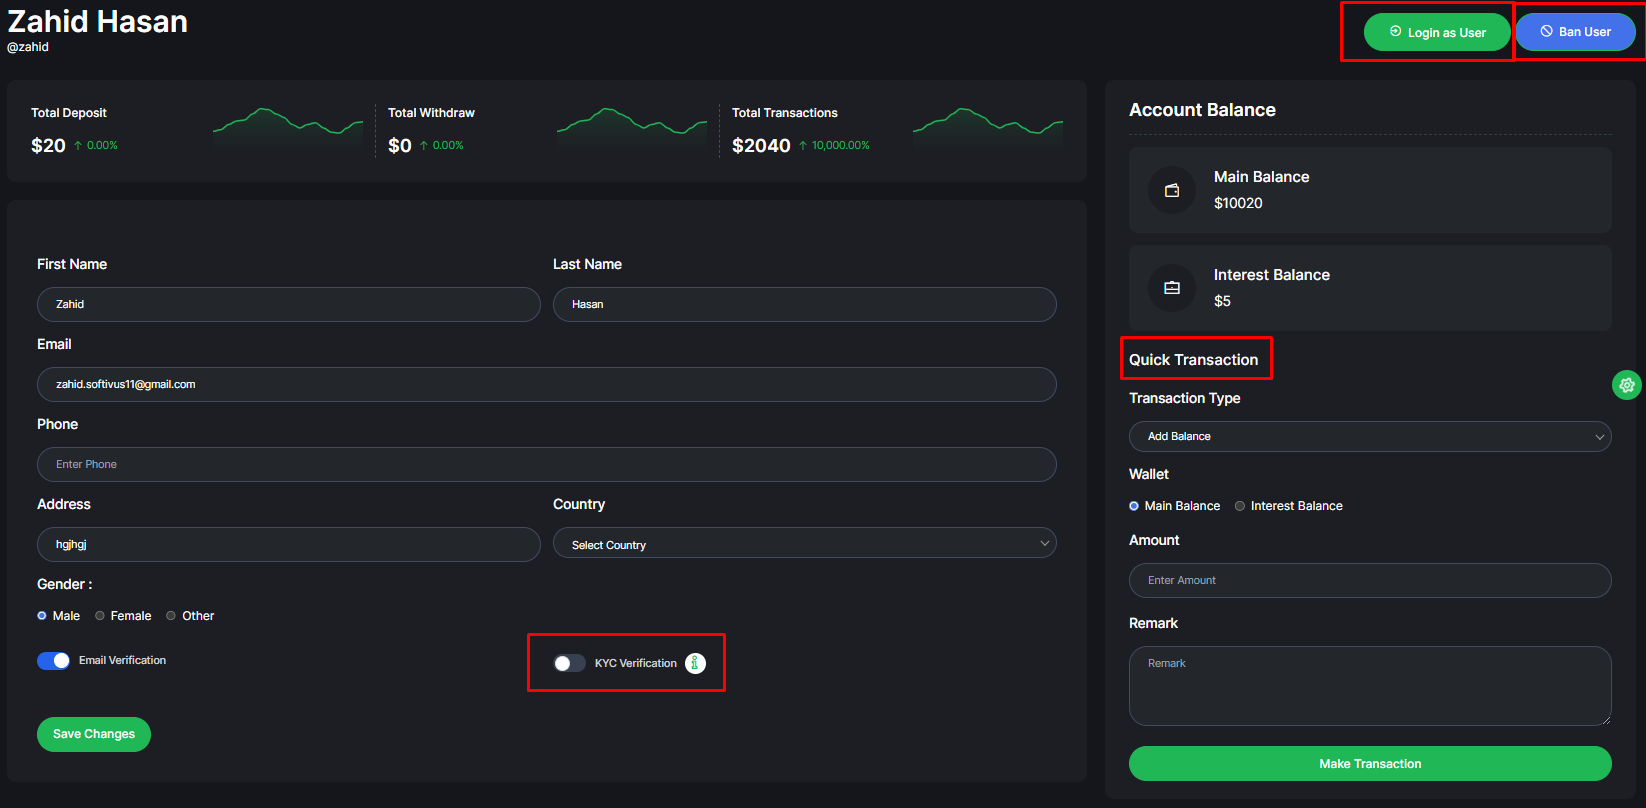 Zahid Hasan
@zahid
Login as User
Ban User
Total Deposit
$20 ↑ 0.00%
Total Withdraw
$0 ↑ 0.00%
Total Transactions
$2040 ↑ 10,000.00%
First Name
Last Name
Zahid
Hasan
Email
zahid.softivus11@gmail.com
Phone
Enter Phone
Address
Country
hgjhgj
Select Country
Gender :
Male Female Other
Email Verification
KYC Verification i
Save Changes
Account Balance
Main Balance
$10020
Interest Balance
$5
Quick Transaction
Transaction Type
Add Balance
Wallet
Main Balance Interest Balance
Amount
Enter Amount
Remark
Remark
Make Transaction